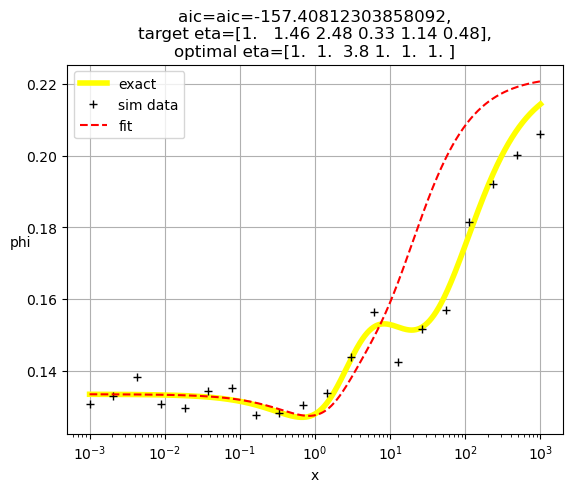 aic=aic=-157.40812303858092,
target eta=[1.   1.46 2.48 0.33 1.14 0.48],
optimal eta=[1.  1.  3.8 1.  1.  1. ]
exact
sim data
fit
0.22
0.20
0.18
0.16
0.14
phi
10⁻³
10⁻²
10⁻¹
10⁰
10¹
10²
10³
x